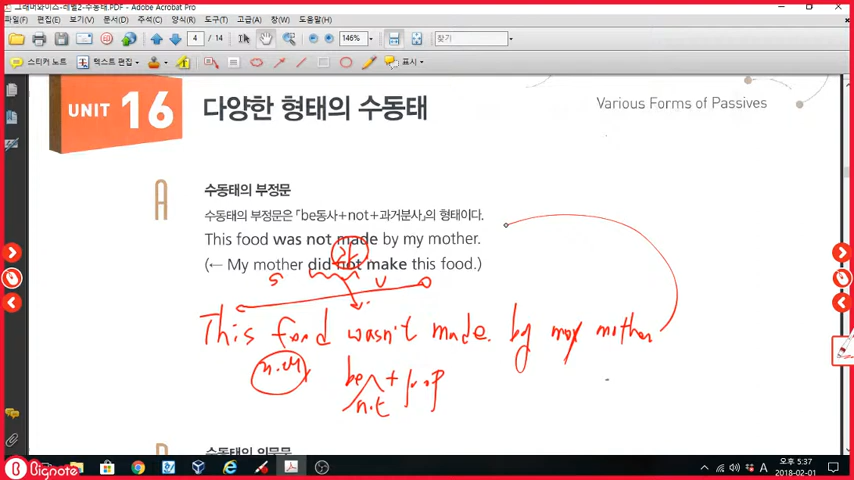 그래머와이즈-레벨2-수동태.PDF - Adobe Acrobat Pro
파일(F) 편집(E) 보기(V) 문서(D) 주석(C) 양식(R) 도구(T) 고급(A) 창(W) 도움말(H)
4 / 14 146% 찾기
스티커 노트 텍스트 편집 표시
UNIT 16 다양한 형태의 수동태 Various Forms of Passives
A 수동태의 부정문
수동태의 부정문은 「be동사+not+과거분사」의 형태이다.
This food was not made by my mother.
(← My mother did not make this food.)
S V
This food wasn't made by my mother
be + p.p
not
수동태의 의문문
Bignote
A 오후 5:37
2018-02-01